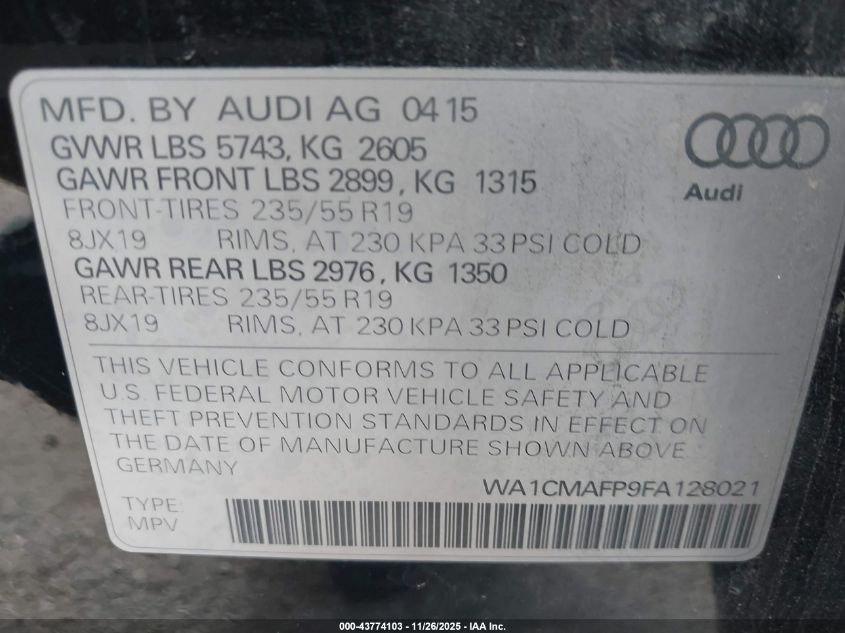 MFD. BY AUDI AG 04 15
GVWR LBS 5743, KG 2605
GAWR FRONT LBS 2899, KG 1315
FRONT-TIRES 235/55 R19
8JX19 RIMS, AT 230 KPA 33 PSI COLD
GAWR REAR LBS 2976, KG 1350
REAR-TIRES 235/55 R19
8JX19 RIMS, AT 230 KPA 33 PSI COLD
Audi
THIS VEHICLE CONFORMS TO ALL APPLICABLE
U.S. FEDERAL MOTOR VEHICLE SAFETY AND
THEFT PREVENTION STANDARDS IN EFFECT ON
THE DATE OF MANUFACTURE SHOWN ABOVE
GERMANY
WA1CMAFP9FA128021
TYPE:
MPV
000-43774103 - 11/26/2025 - IAA Inc.